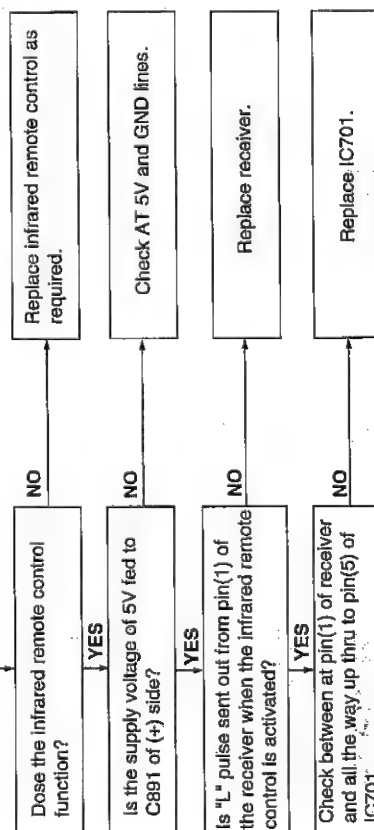 Dose the infrared remote control
function?
NO
Replace infrared remote control as
required.
YES
Is the supply voltage of 5V fed to
C891 of (+) side?
NO
Check AT 5V and GND lines.
YES
Is "L" pulse sent out from pin(1) of
the receiver when the infrared remote
control is activated?
NO
Replace receiver.
YES
Check between at pin(1) of receiver
and all the way up thru to pin(5) of
IC701.
NO
Replace IC701.